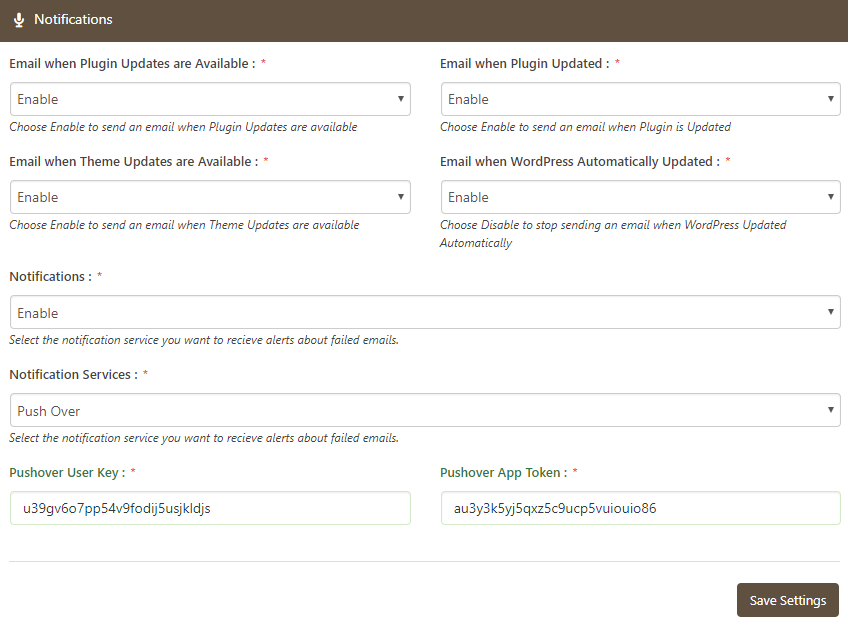 Notifications
Email when Plugin Updates are Available : *
Email when Plugin Updated : *
Enable
Enable
Choose Enable to send an email when Plugin Updates are available
Choose Enable to send an email when Plugin is Updated
Email when Theme Updates are Available : *
Email when WordPress Automatically Updated : *
Enable
Enable
Choose Enable to send an email when Theme Updates are available
Choose Disable to stop sending an email when WordPress Updated
Automatically
Notifications : *
Enable
Select the notification service you want to recieve alerts about failed emails.
Notification Services : *
Push Over
Select the notification service you want to recieve alerts about failed emails.
Pushover User Key : *
Pushover App Token : *
u39gv6o7pp54v9fodij5usjkldjs
au3y3k5yj5qxz5c9ucp5vuiouio86
Save Settings